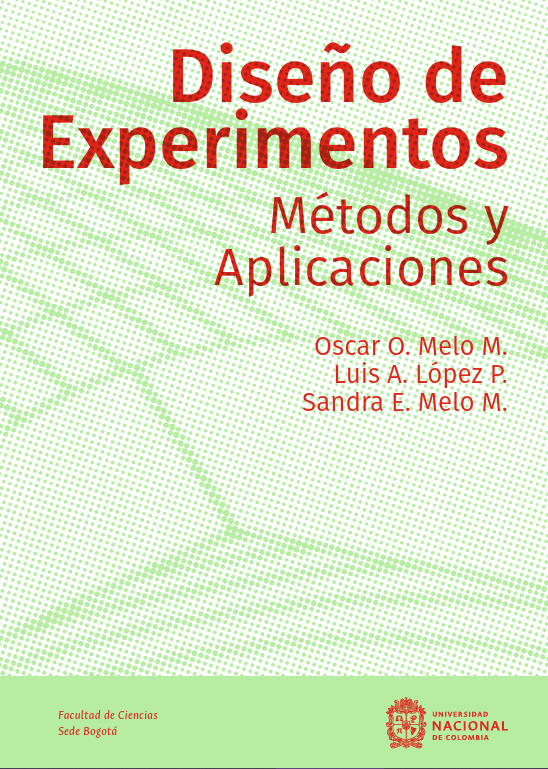 Diseño de
Experimentos
Métodos y
Aplicaciones
Oscar O. Melo M.
Luis A. López P.
Sandra E. Melo M.
Facultad de Ciencias
Sede Bogotá
UNIVERSIDAD
NACIONAL
DE COLOMBIA